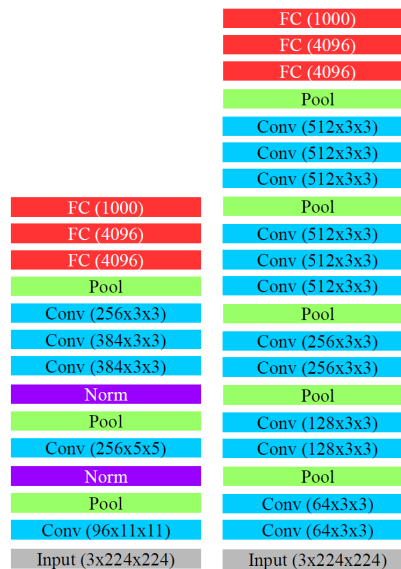 FC (1000)
FC (4096)
FC (4096)
Pool
Conv (256x3x3)
Conv (384x3x3)
Conv (384x3x3)
Norm
Pool
Conv (256x5x5)
Norm
Pool
Conv (96x11x11)
Input (3x224x224)
FC (1000)
FC (4096)
FC (4096)
Pool
Conv (512x3x3)
Conv (512x3x3)
Conv (512x3x3)
Pool
Conv (512x3x3)
Conv (512x3x3)
Conv (512x3x3)
Pool
Conv (256x3x3)
Conv (256x3x3)
Pool
Conv (128x3x3)
Conv (128x3x3)
Pool
Conv (64x3x3)
Conv (64x3x3)
Input (3x224x224)